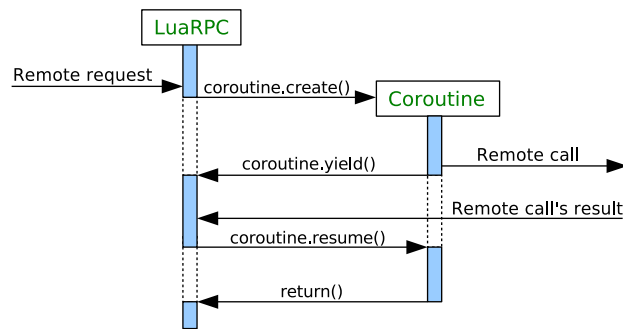 LuaRPC
Remote request
coroutine.create()
Coroutine
Remote call
coroutine.yield()
Remote call's result
coroutine.resume()
return()